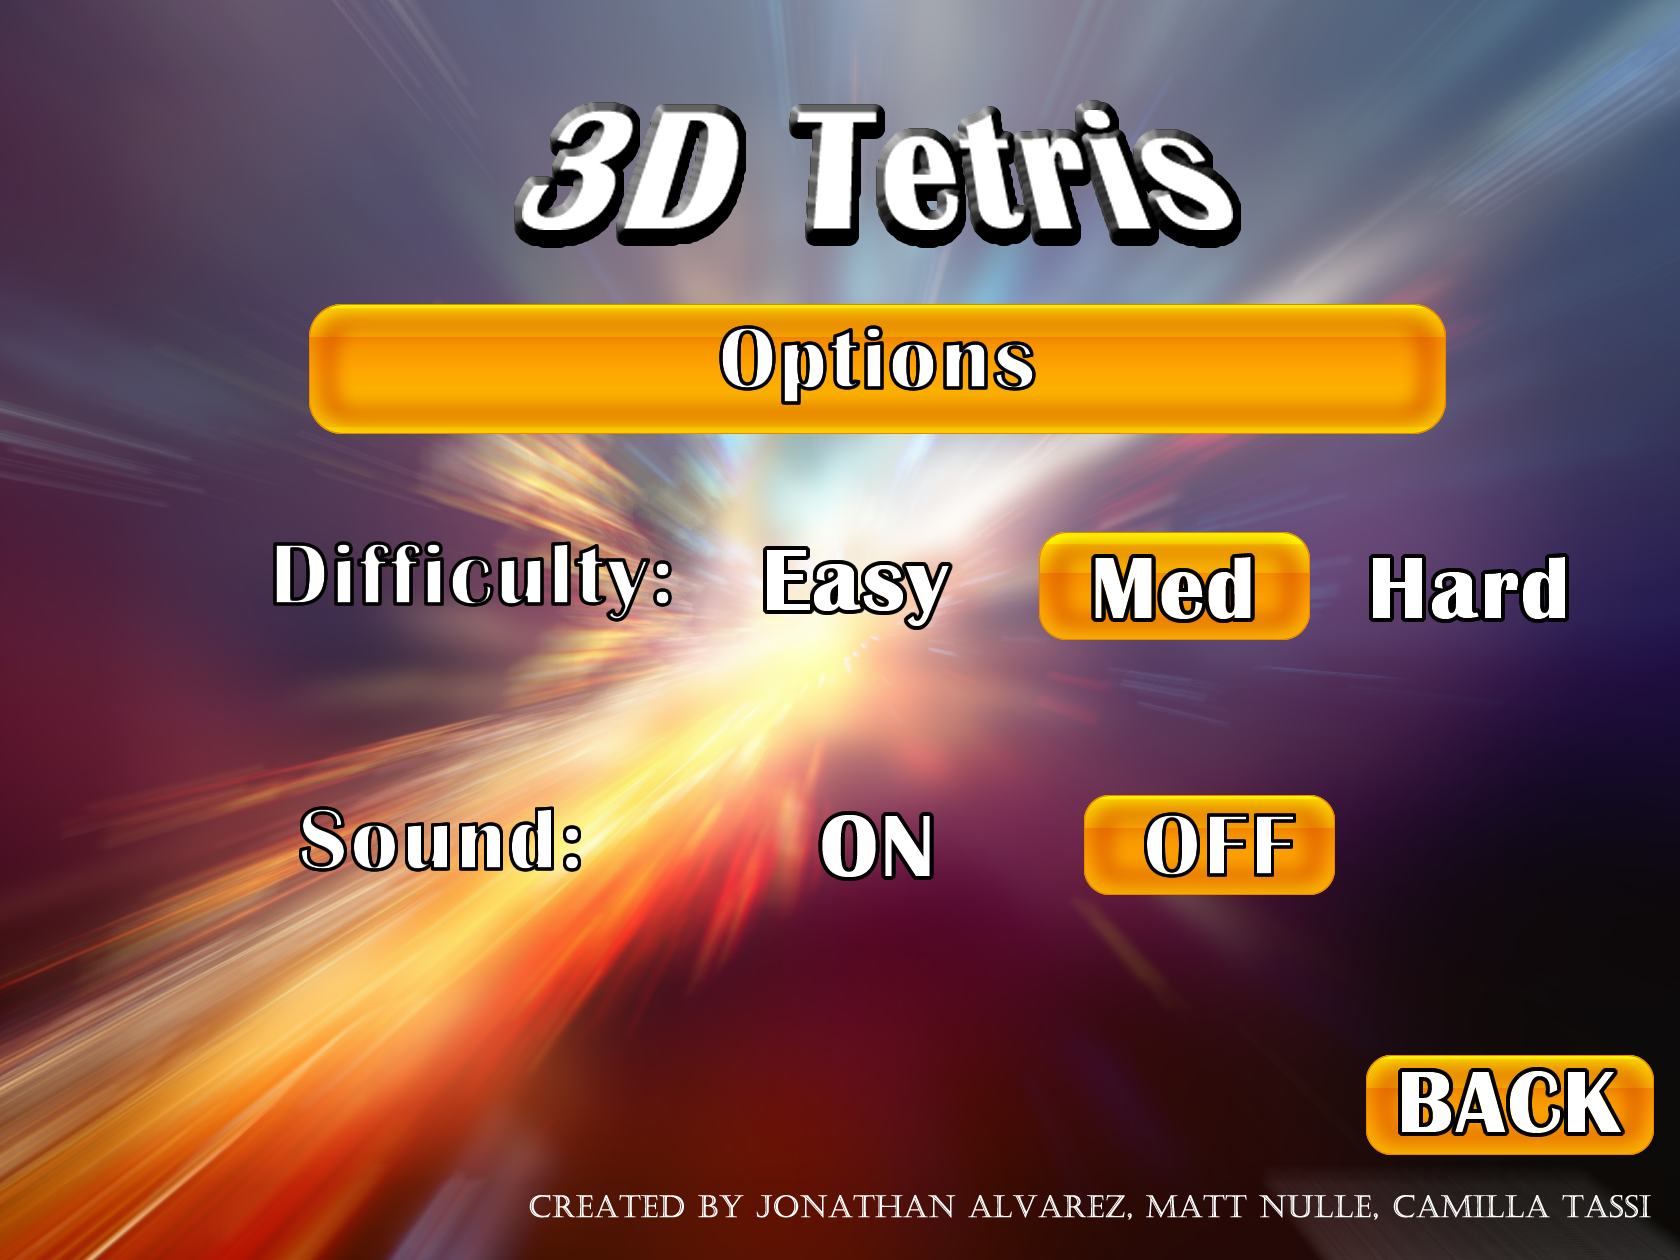 3D Tetris
Options
Difficulty: Easy Med Hard
Sound: ON OFF
BACK
CREATED BY JONATHAN ALVAREZ, MATT NULLE, CAMILLA TASSI